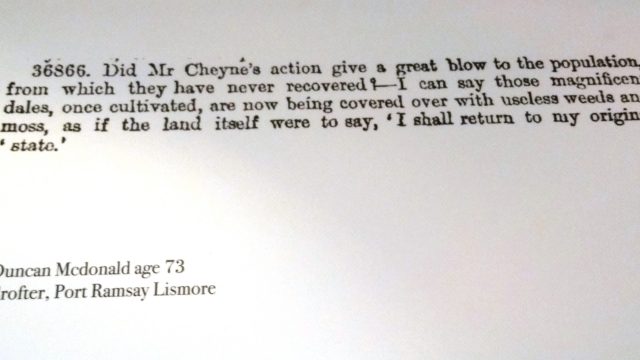 36866. Did Mr Cheyne's action give a great blow to the population,
from which they have never recovered?—I can say those magnificen
dales, once cultivated, are now being covered over with useless weeds an
moss, as if the land itself were to say, 'I shall return to my origin
' state.'
Duncan Mcdonald age 73
rofter, Port Ramsay Lismore